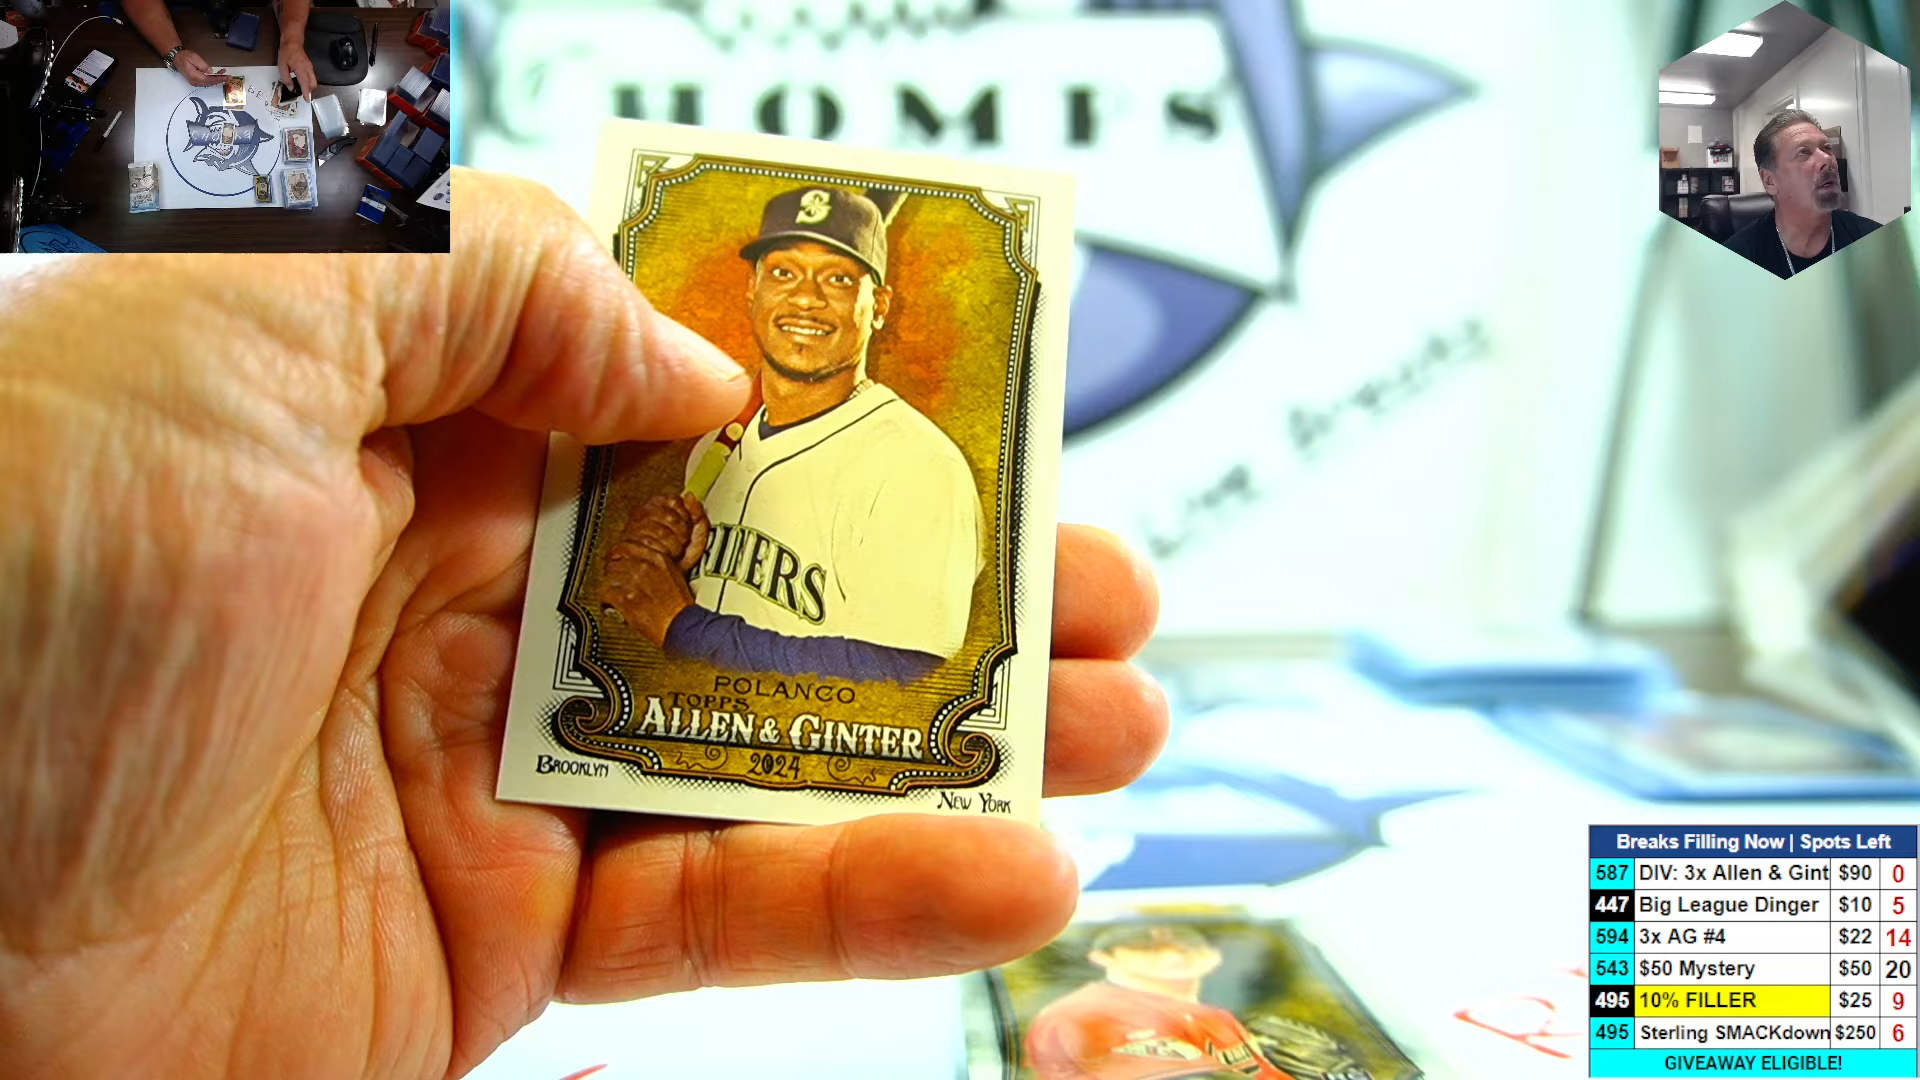 CHOMPS
S
RINERS
POLANCO
TOPPS
ALLEN & GINTER
2024
BROOKLYN
NEW YORK
Breaks Filling Now | Spots Left
587 DIV: 3x Allen & Gint $90 0
447 Big League Dinger $10 5
594 3x AG #4 $22 14
543 $50 Mystery $50 20
495 10% FILLER $25 9
495 Sterling SMACKdown $250 6
GIVEAWAY ELIGIBLE!